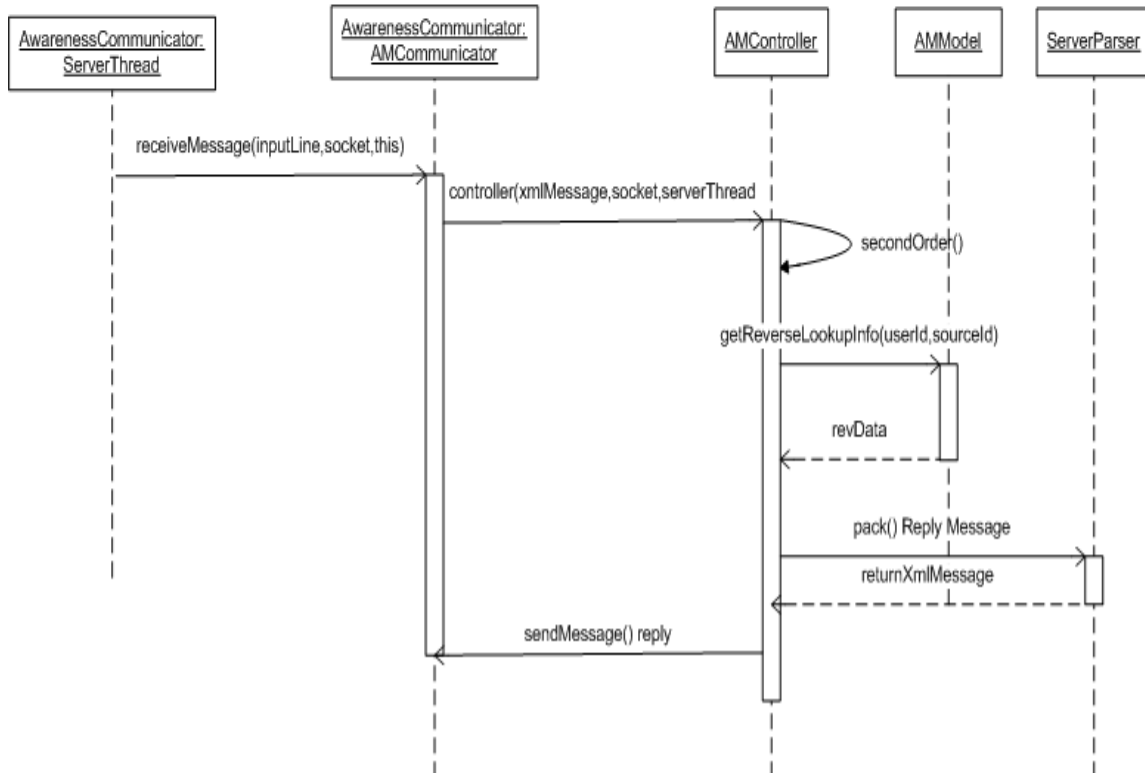 AwarenessCommunicator:
ServerThread
AwarenessCommunicator:
AMCommunicator
AMController
AMModel
ServerParser
receiveMessage(inputLine,socket,this)
controller(xmlMessage,socket,serverThread
secondOrder()
getReverseLookupInfo(userId,sourceId)
revData
pack() Reply Message
returnXmlMessage
sendMessage() reply